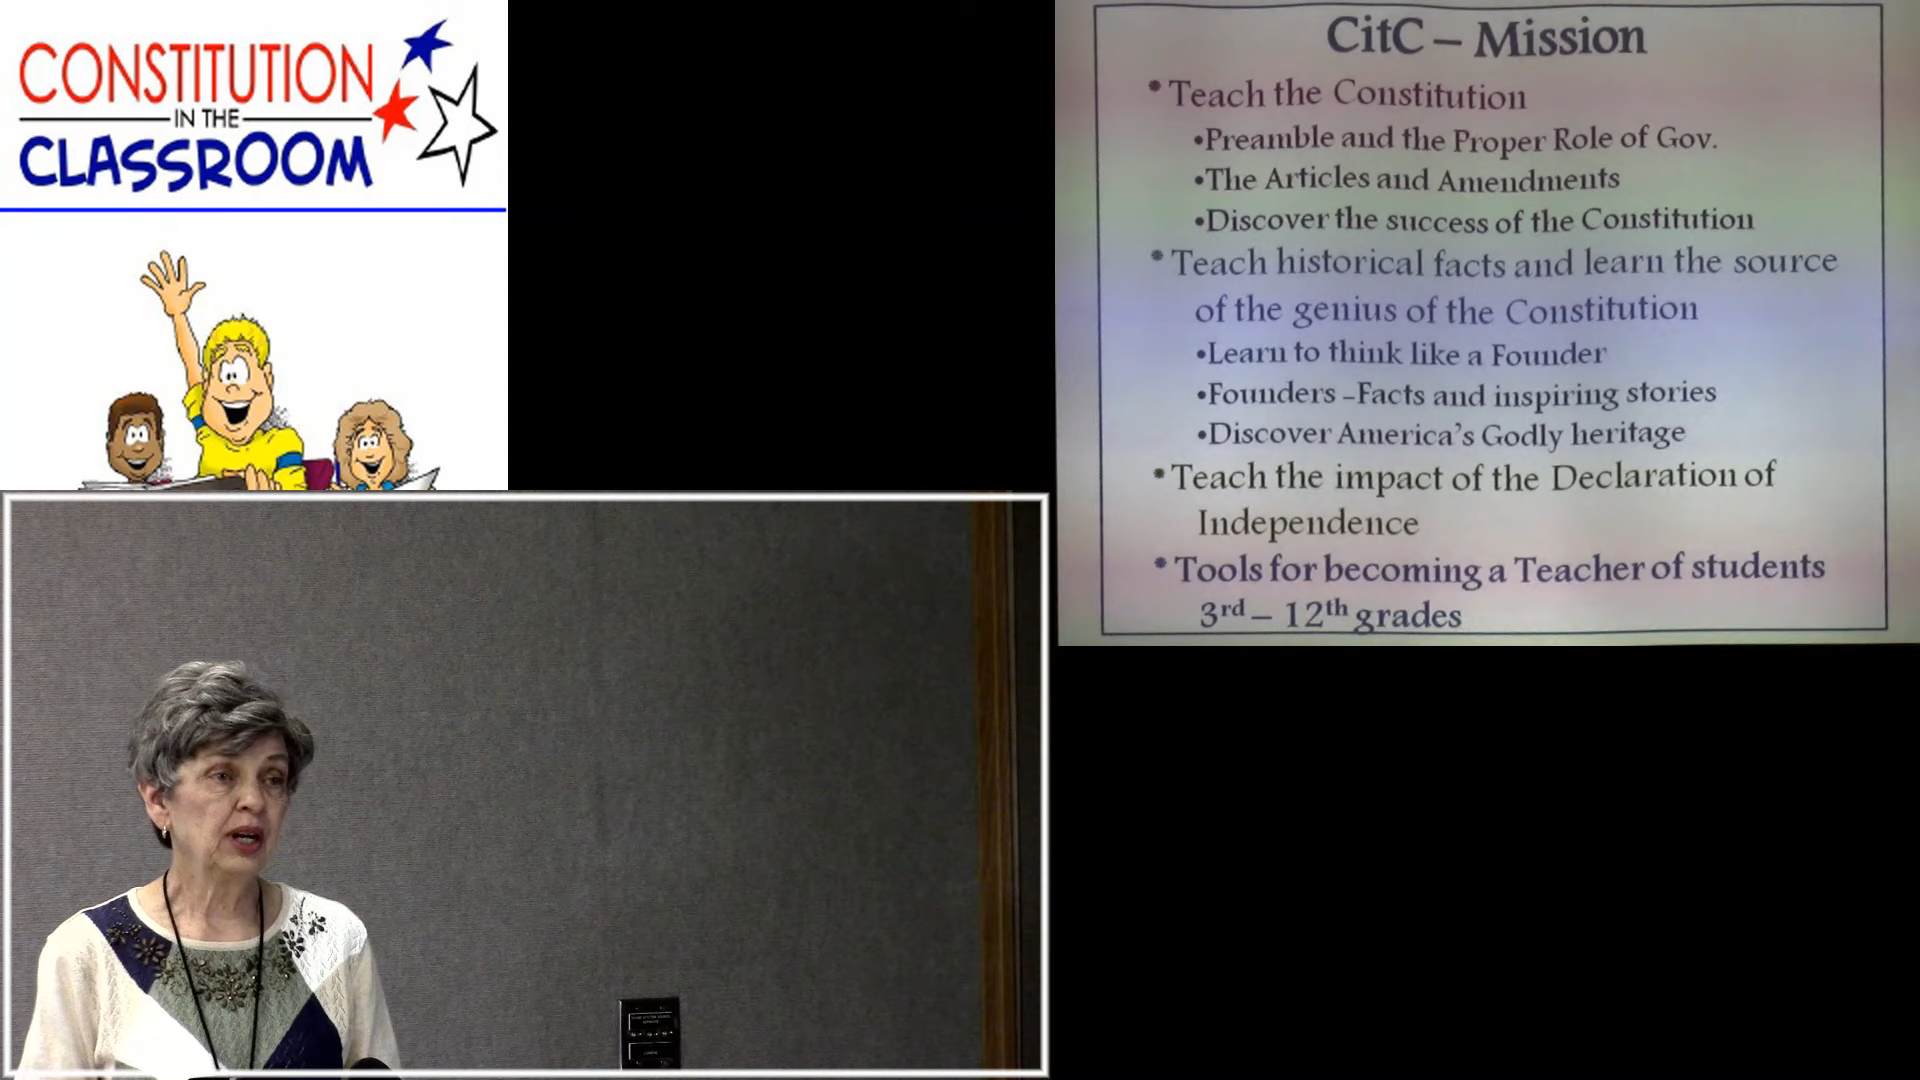 CONSTITUTION
IN THE
CLASSROOM
CitC – Mission
* Teach the Constitution
•Preamble and the Proper Role of Gov.
•The Articles and Amendments
•Discover the success of the Constitution
* Teach historical facts and learn the source
of the genius of the Constitution
•Learn to think like a Founder
•Founders –Facts and inspiring stories
•Discover America's Godly heritage
* Teach the impact of the Declaration of
Independence
* Tools for becoming a Teacher of students
3rd – 12th grades